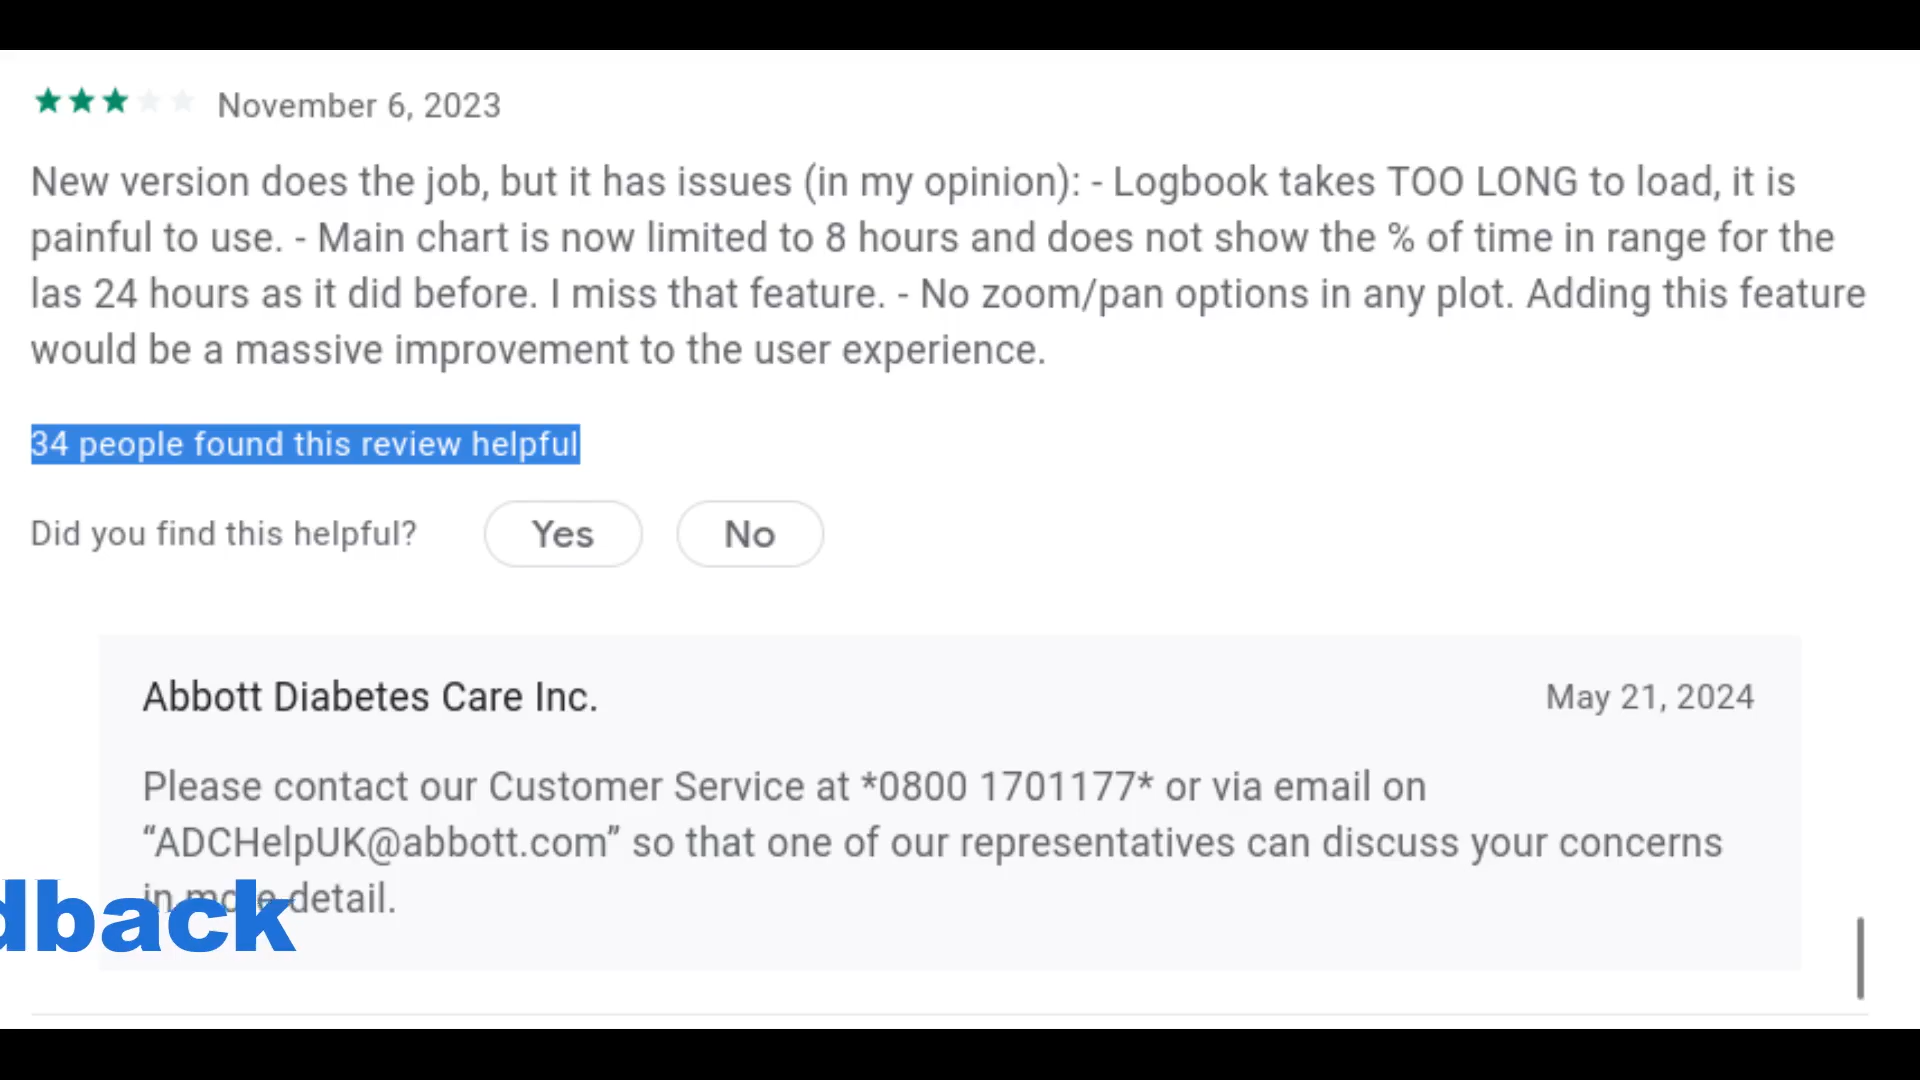 November 6, 2023
New version does the job, but it has issues (in my opinion): - Logbook takes TOO LONG to load, it is
painful to use. - Main chart is now limited to 8 hours and does not show the % of time in range for the
las 24 hours as it did before. I miss that feature. - No zoom/pan options in any plot. Adding this feature
would be a massive improvement to the user experience.
34 people found this review helpful
Did you find this helpful? Yes No
Abbott Diabetes Care Inc. May 21, 2024
Please contact our Customer Service at *0800 1701177* or via email on
“ADCHelpUK@abbott.com” so that one of our representatives can discuss your concerns
in more detail.
dback